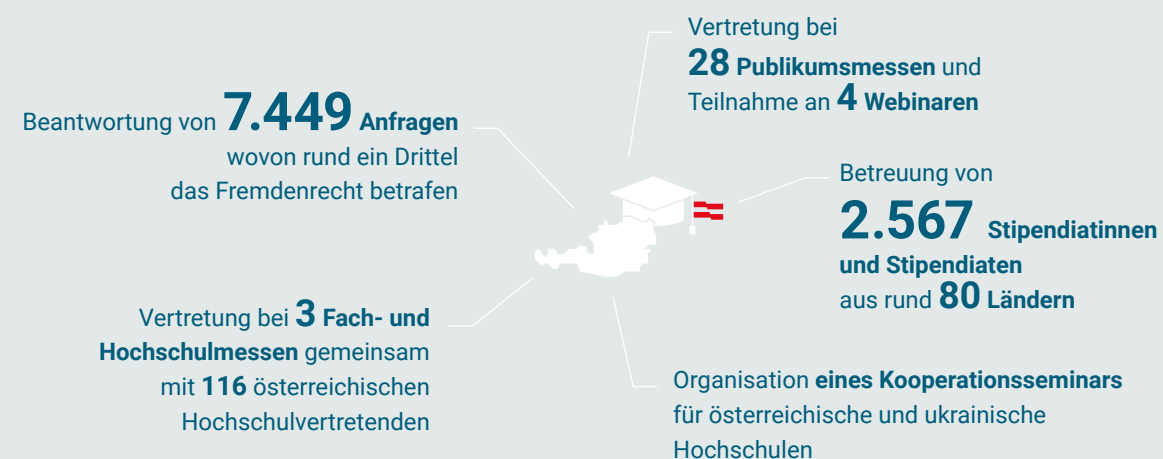 Vertretung bei
28 Publikumsmessen und
Teilnahme an 4 Webinaren
Beantwortung von 7.449 Anfragen
wovon rund ein Drittel
das Fremdenrecht betrafen
Betreuung von
2.567 Stipendiatinnen
und Stipendiaten
aus rund 80 Ländern
Vertretung bei 3 Fach- und
Hochschulmessen gemeinsam
mit 116 österreichischen
Hochschulvertretenden
Organisation eines Kooperationsseminars
für österreichische und ukrainische
Hochschulen